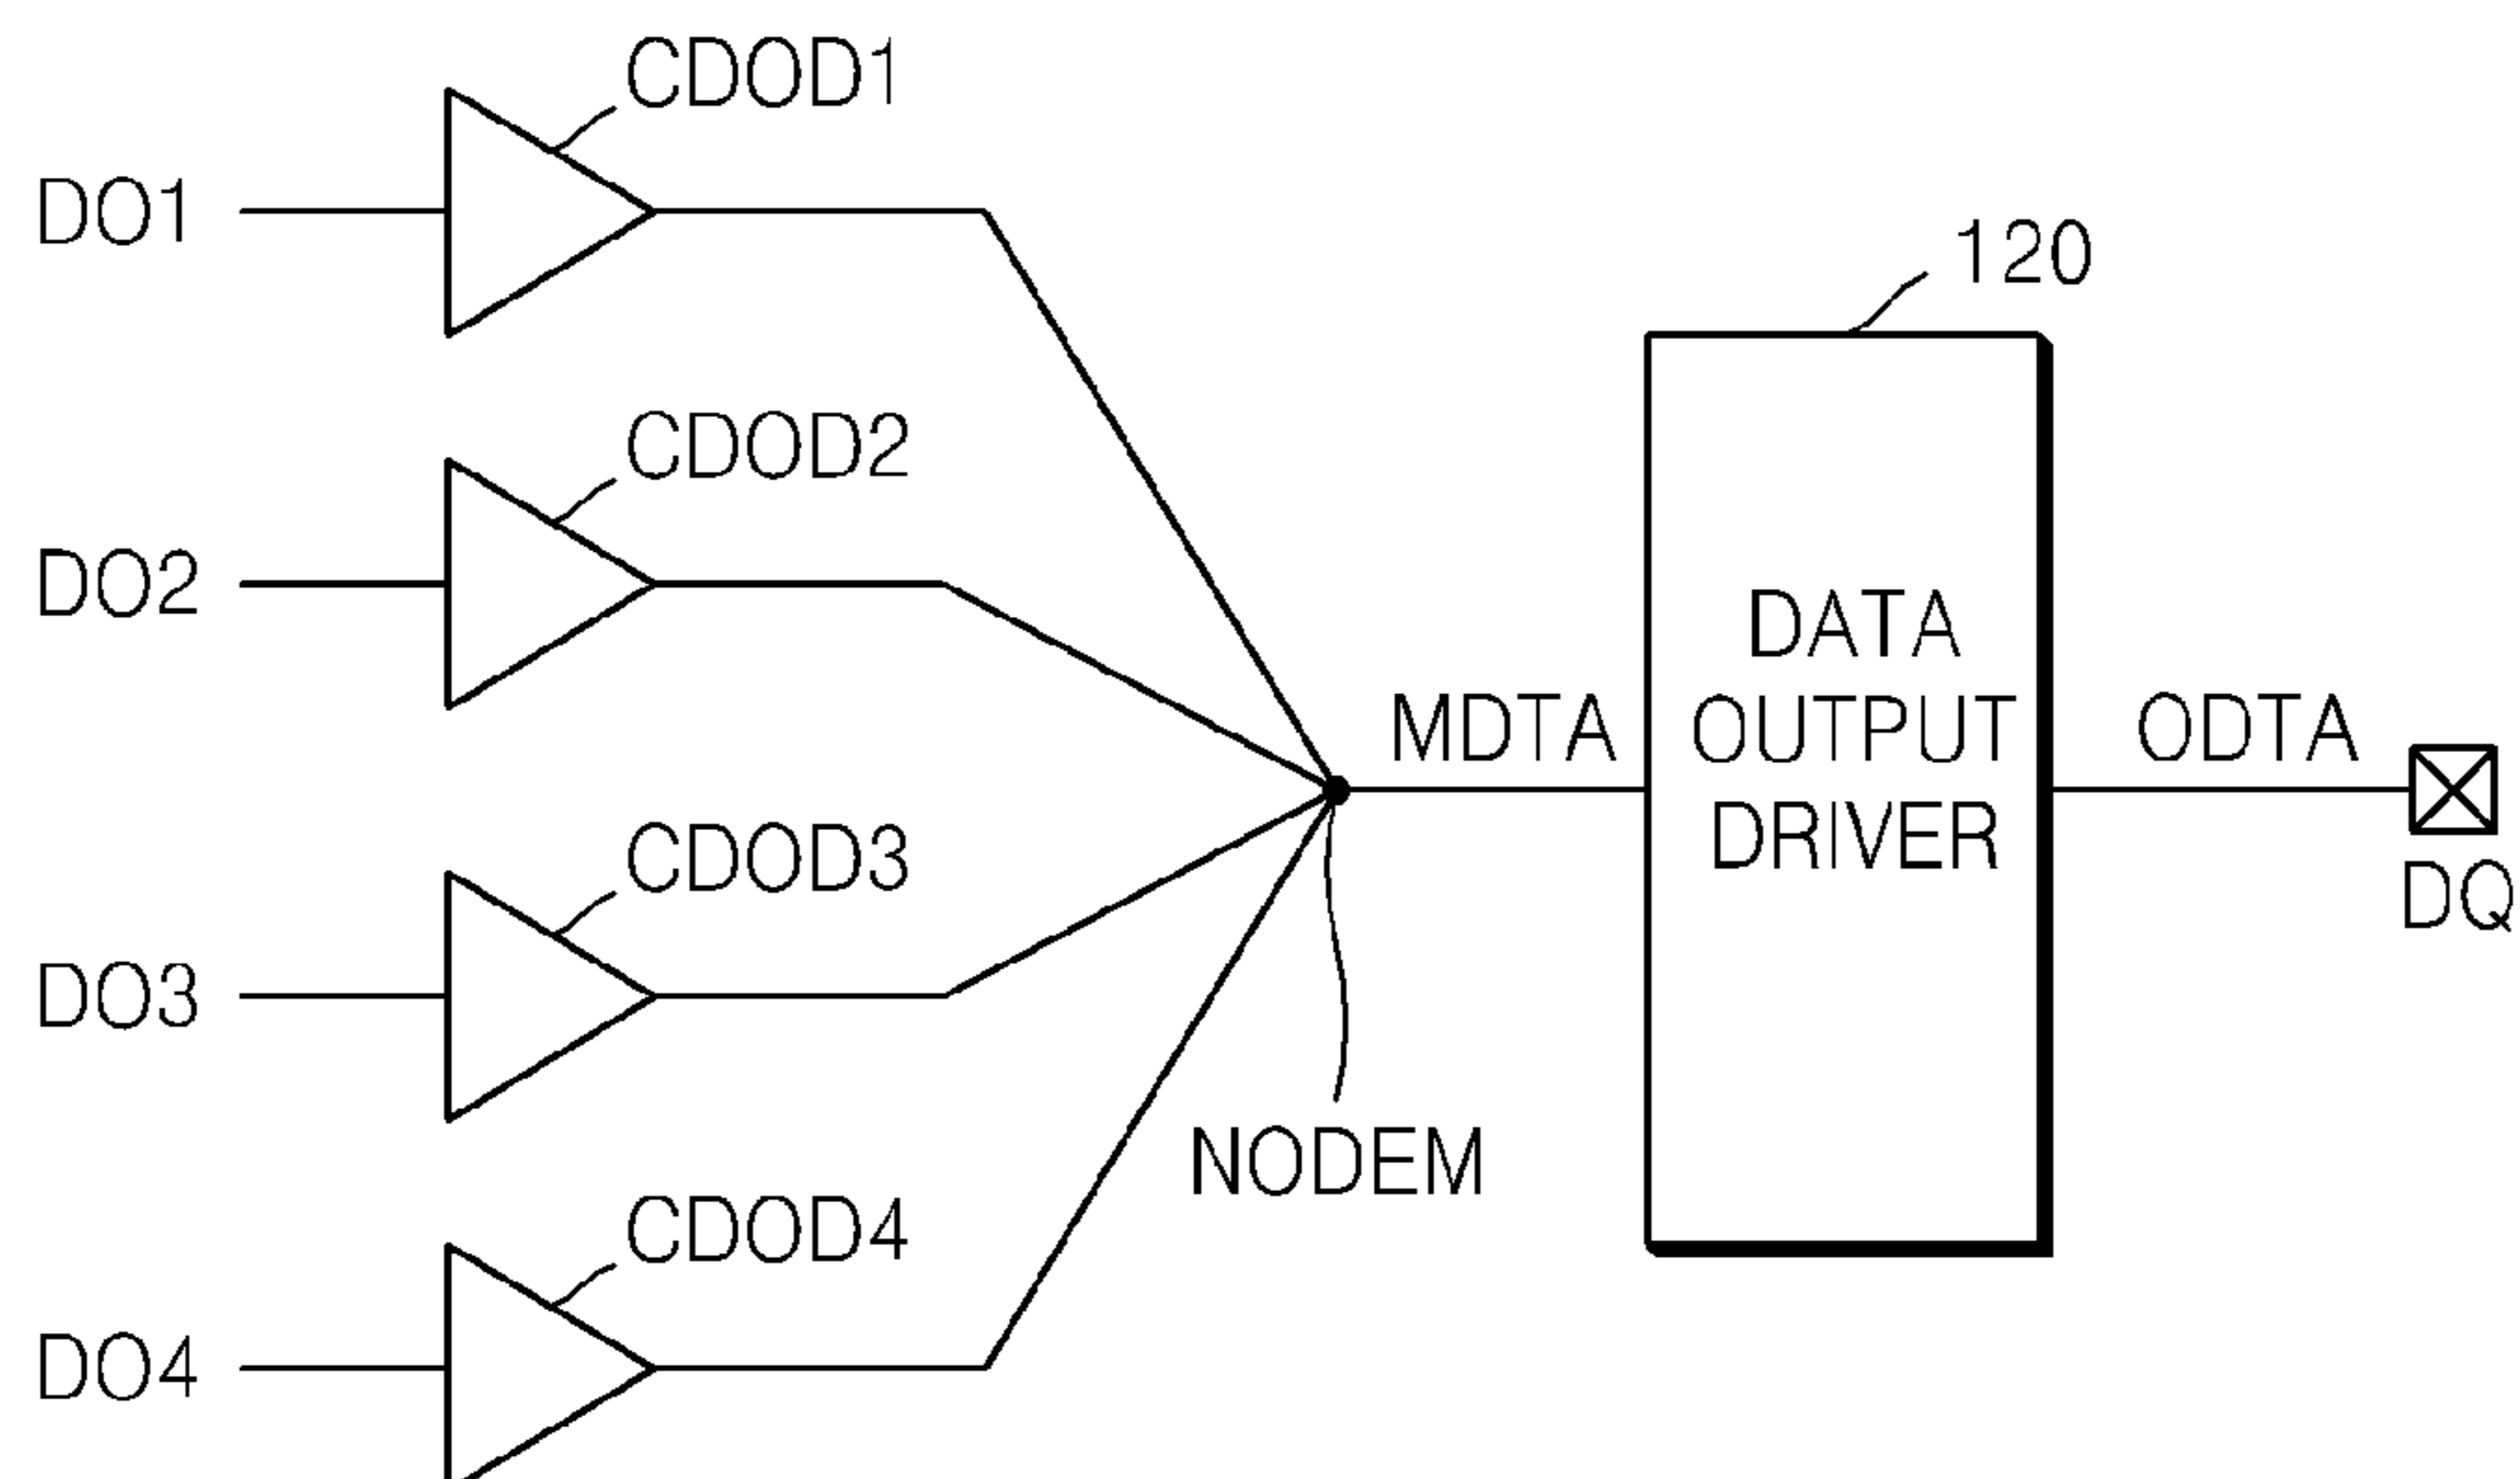 CDOD1
DO1
120
CDOD2
DO2
DATA
OUTPUT
DRIVER
MDTA
ODTA
DQ
CDOD3
DO3
NODEM
CDOD4
DO4